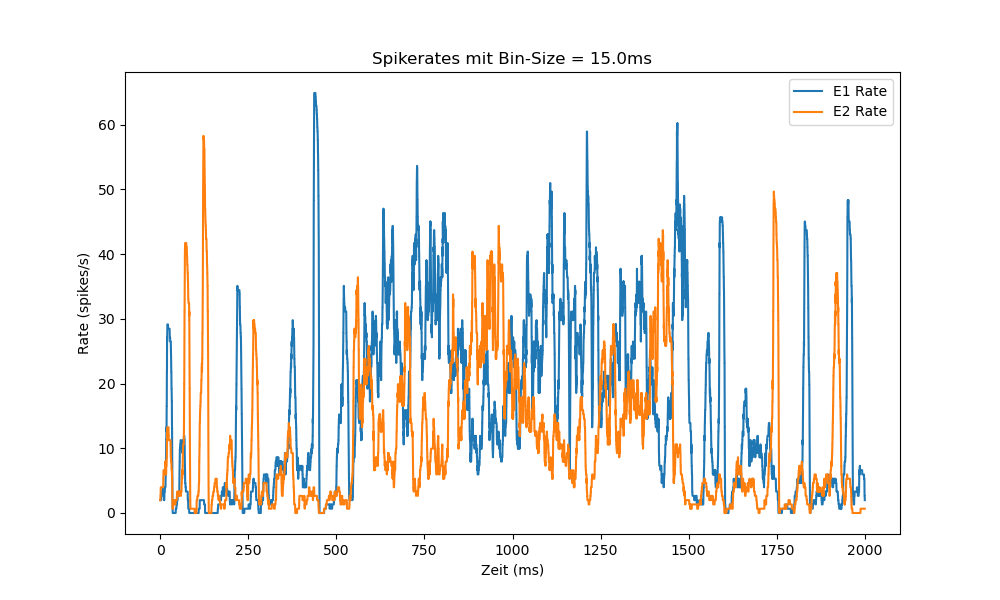 Spikerates mit Bin-Size = 15.0ms
E1 Rate
E2 Rate
Rate (spikes/s)
60
50
40
30
20
10
0
0 250 500 750 1000 1250 1500 1750 2000
Zeit (ms)